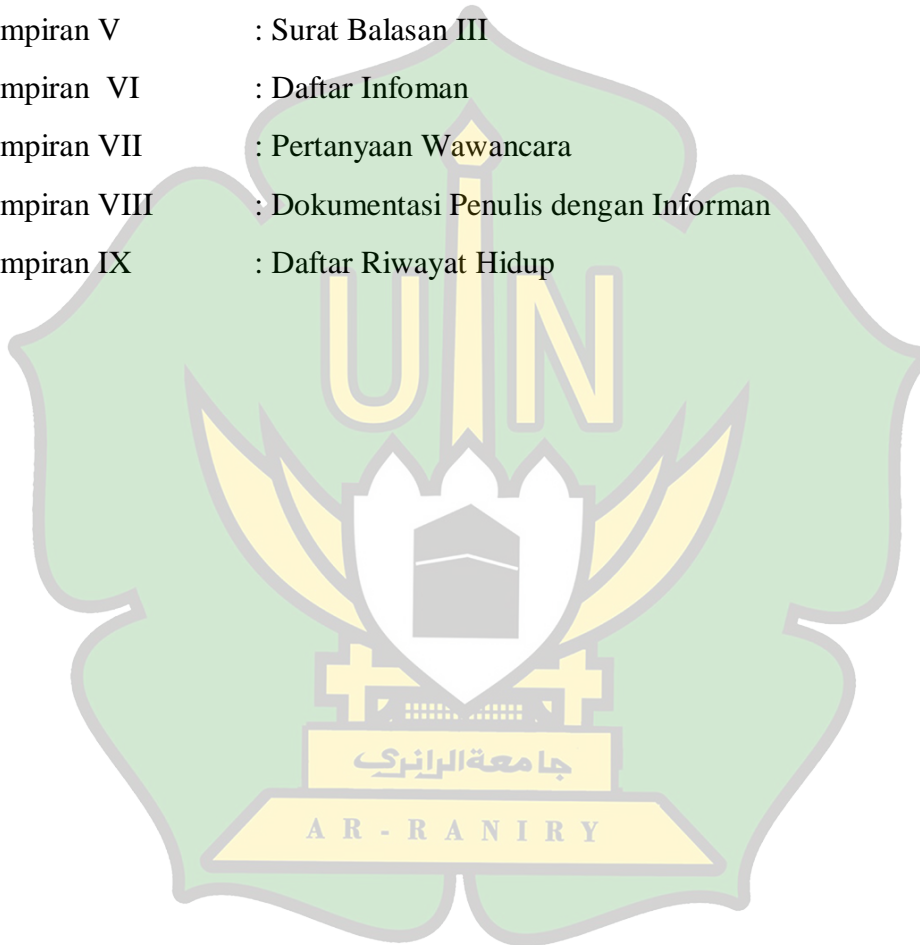 mpiran V : Surat Balasan III
mpiran VI : Daftar Infoman
mpiran VII : Pertanyaan Wawancara
mpiran VIII : Dokumentasi Penulis dengan Informan
mpiran IX : Daftar Riwayat Hidup
UIN
جامعة الرانري
AR-RANIRY